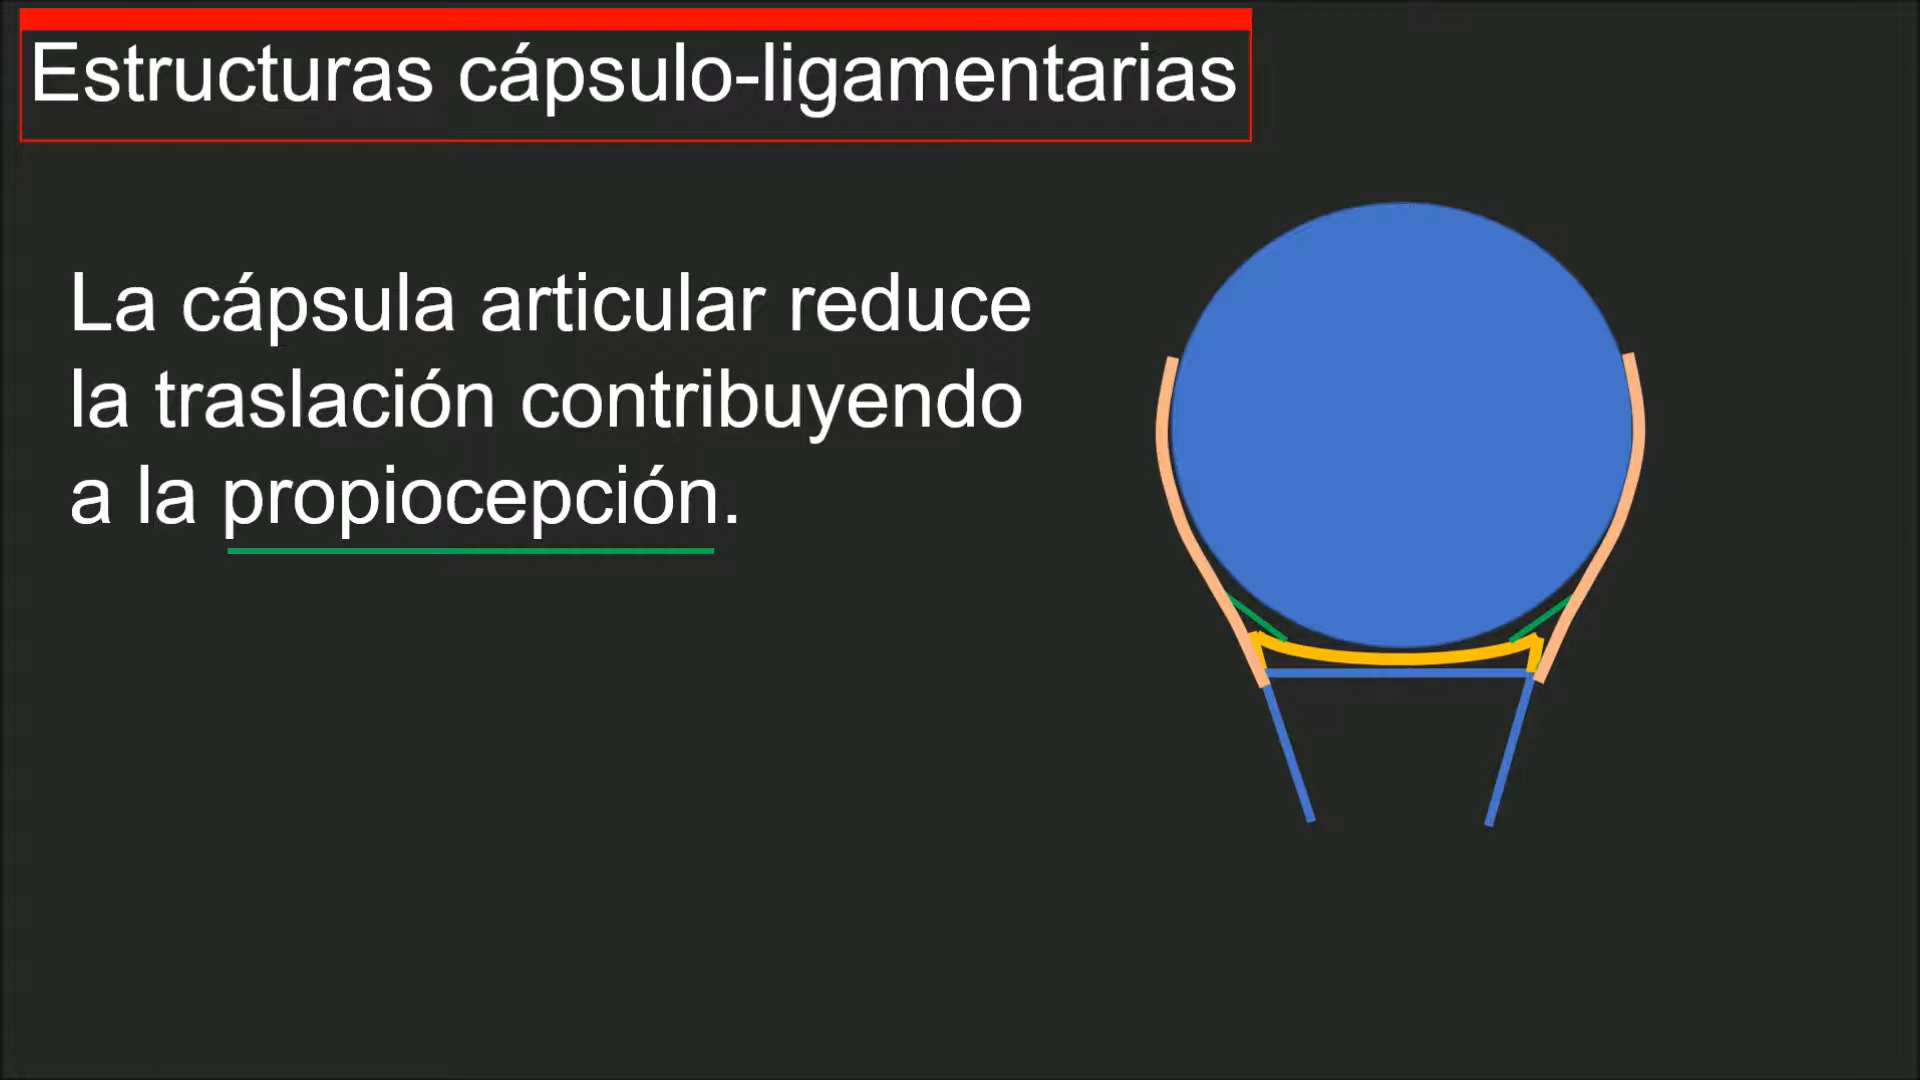 Estructuras cápsulo-ligamentarias
La cápsula articular reduce
la traslación contribuyendo
a la propiocepción.